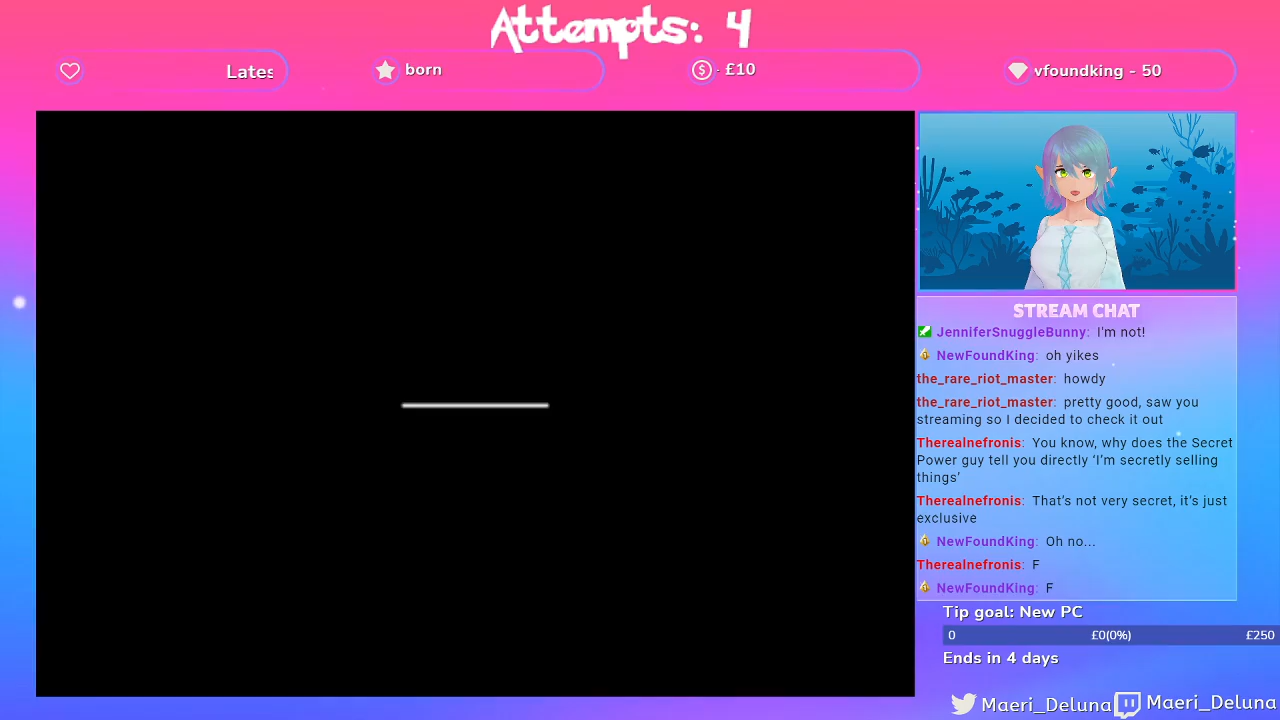 Attempts: 4
Lates
born
- £10
vfoundking - 50
STREAM CHAT
JenniferSnuggleBunny: I'm not!
NewFoundKing: oh yikes
the_rare_riot_master: howdy
the_rare_riot_master: pretty good, saw you
streaming so I decided to check it out
Therealnefronis: You know, why does the Secret
Power guy tell you directly ‘I’m secretly selling
things’
Therealnefronis: That’s not very secret, it’s just
exclusive
NewFoundKing: Oh no...
Therealnefronis: F
NewFoundKing: F
Tip goal: New PC
0 £0(0%) £250
Ends in 4 days
Maeri_Deluna Maeri_Deluna